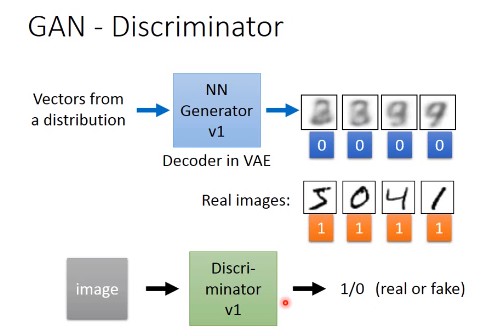 GAN - Discriminator
Vectors from
a distribution
NN
Generator
v1
Decoder in VAE
2 3 9 9
0 0 0 0
Real images:
5 0 4 1
1 1 1 1
image
Discri-
minator
v1
1/0 (real or fake)